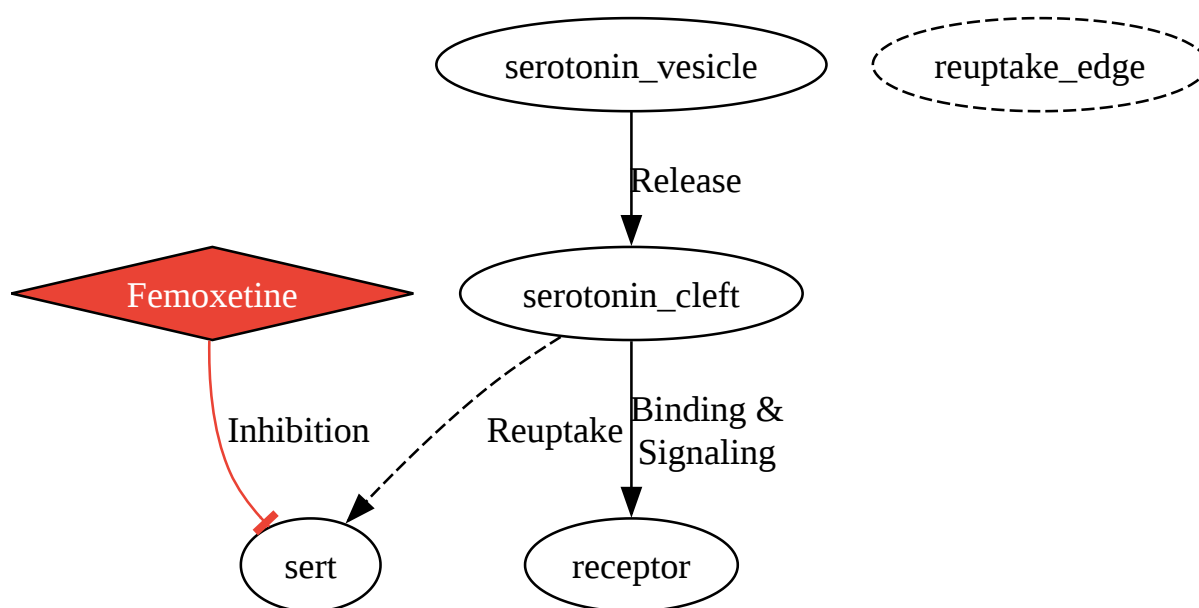 serotonin_vesicle
reuptake_edge
Release
Femoxetine
serotonin_cleft
Inhibition
Reuptake
Binding &
Signaling
sert
receptor